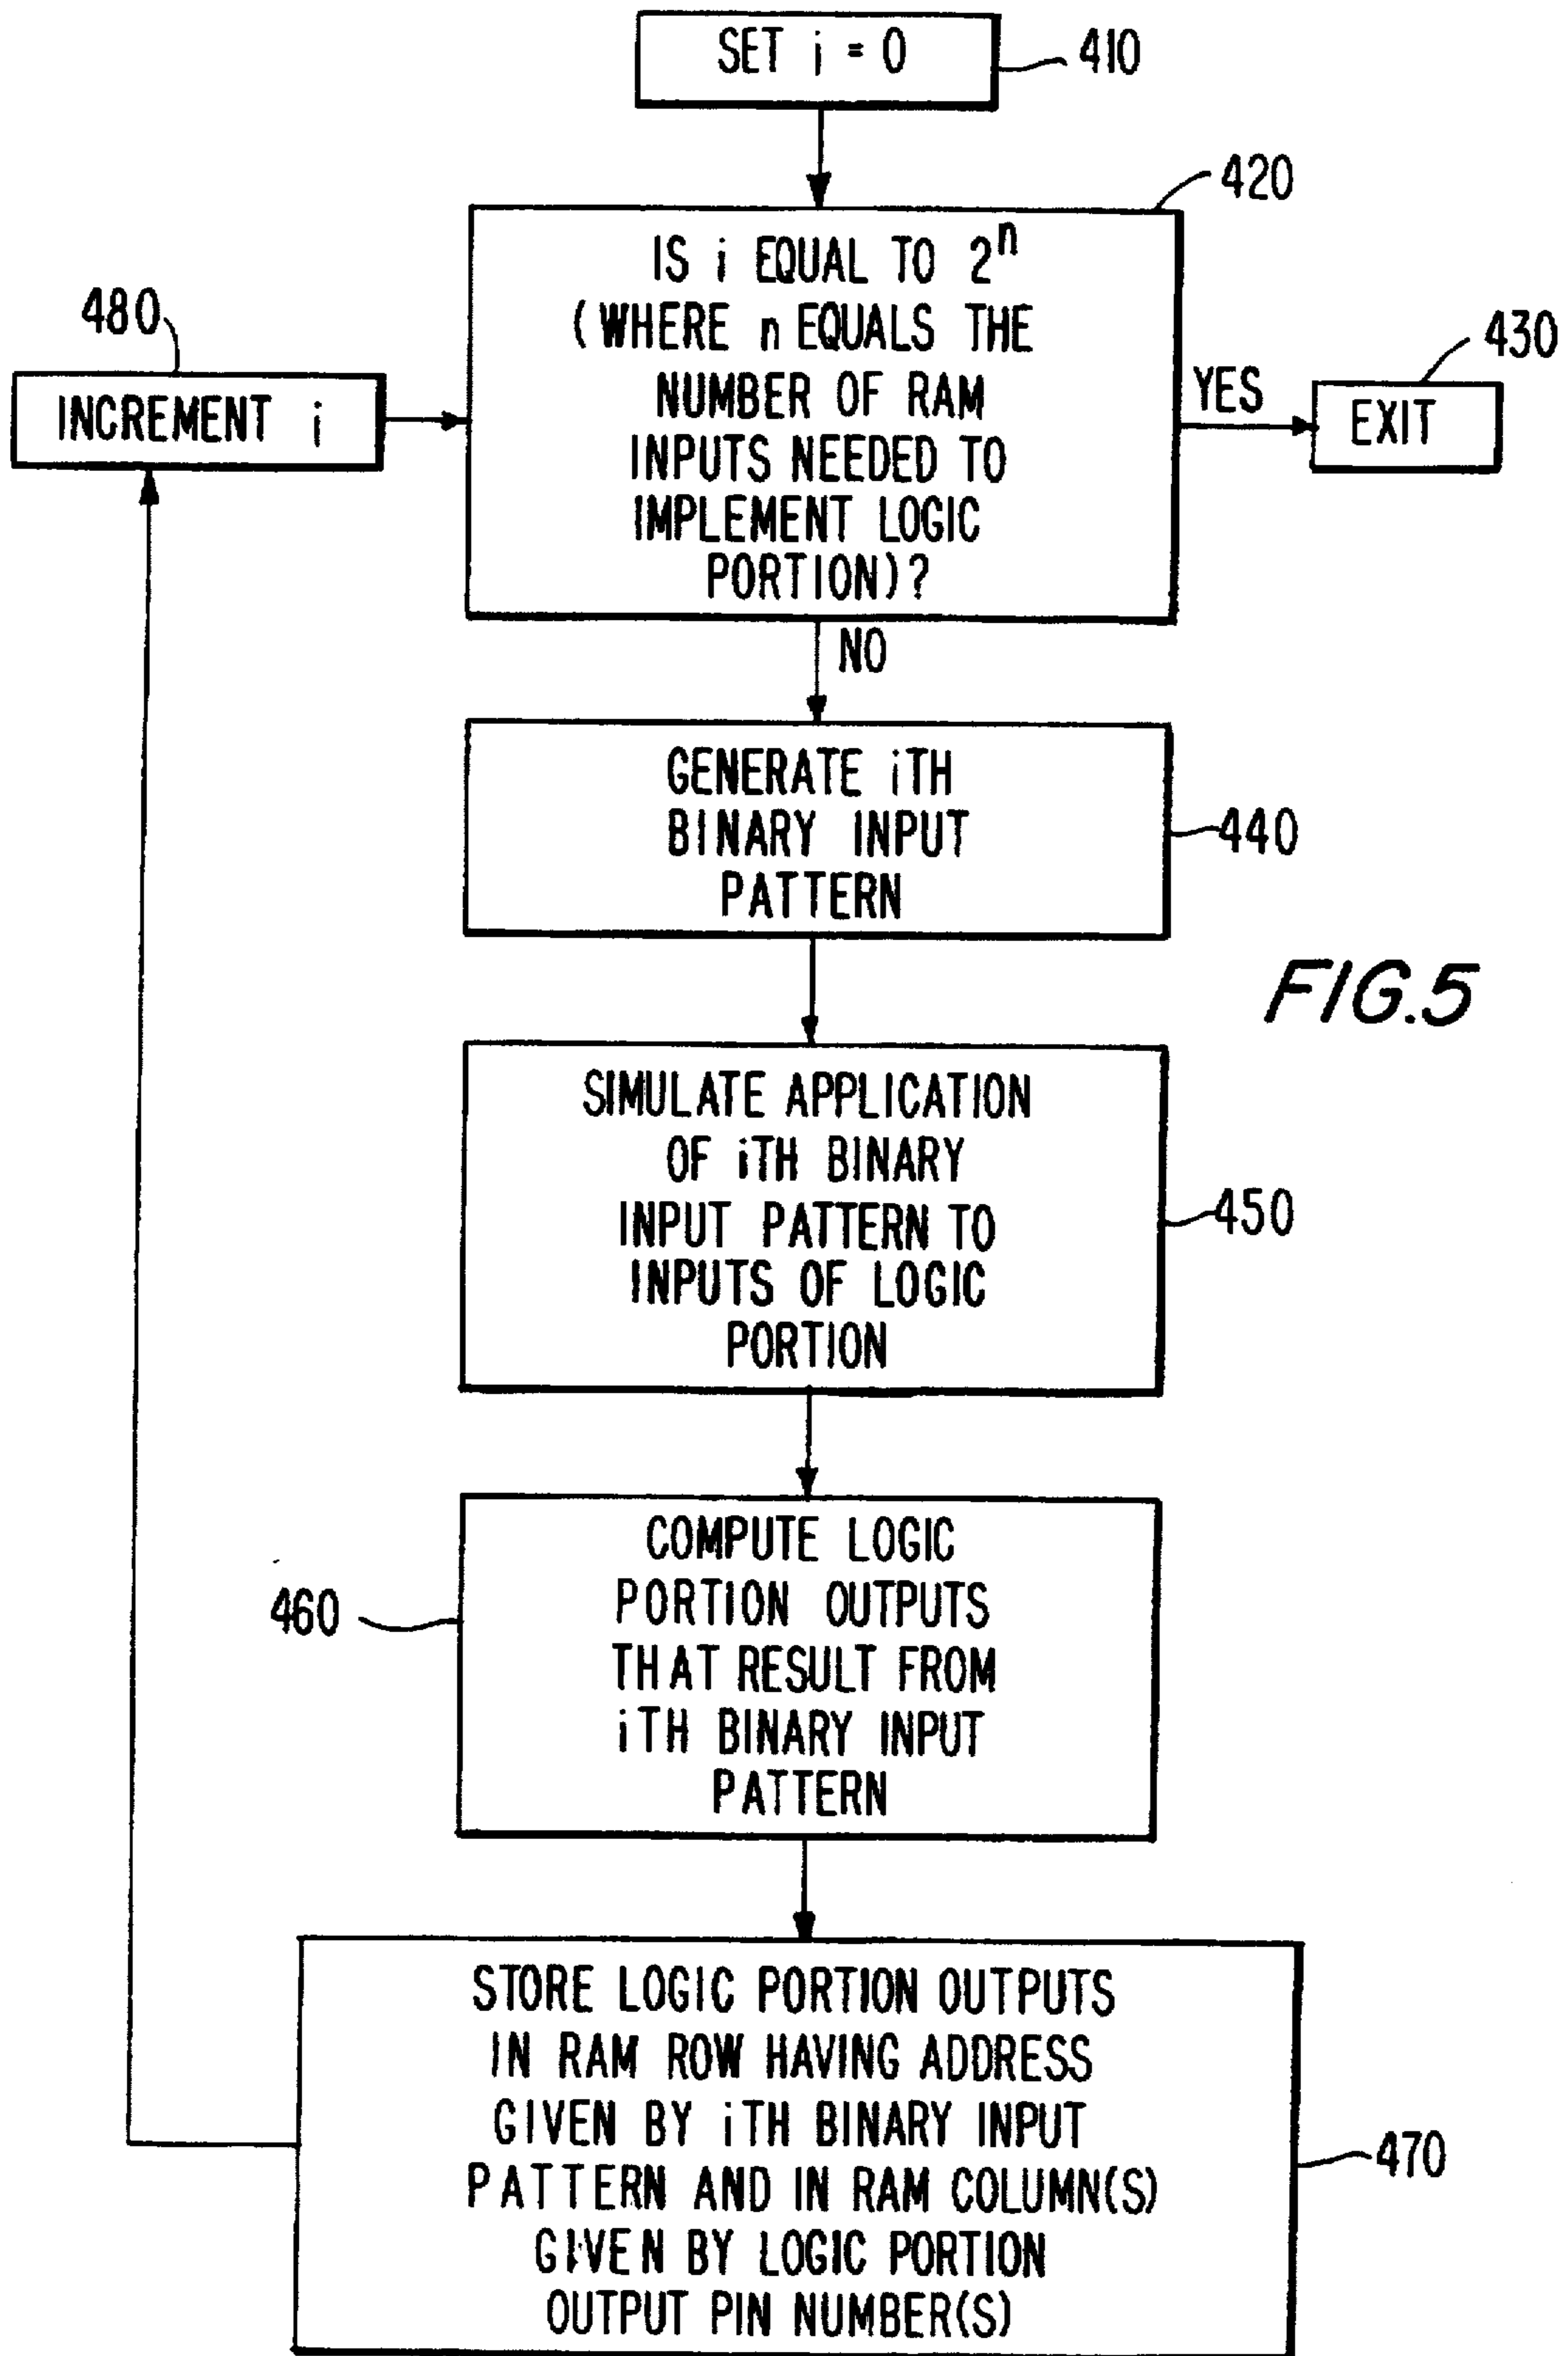 SET i = 0
410
420
IS i EQUAL TO 2^n
(WHERE n EQUALS THE
NUMBER OF RAM
INPUTS NEEDED TO
IMPLEMENT LOGIC
PORTION)?
480
INCREMENT i
YES
430
EXIT
NO
GENERATE iTH
BINARY INPUT
PATTERN
440
FIG.5
SIMULATE APPLICATION
OF iTH BINARY
INPUT PATTERN TO
INPUTS OF LOGIC
PORTION
450
COMPUTE LOGIC
PORTION OUTPUTS
THAT RESULT FROM
iTH BINARY INPUT
PATTERN
460
STORE LOGIC PORTION OUTPUTS
IN RAM ROW HAVING ADDRESS
GIVEN BY iTH BINARY INPUT
PATTERN AND IN RAM COLUMN(S)
GIVEN BY LOGIC PORTION
OUTPUT PIN NUMBER(S)
470